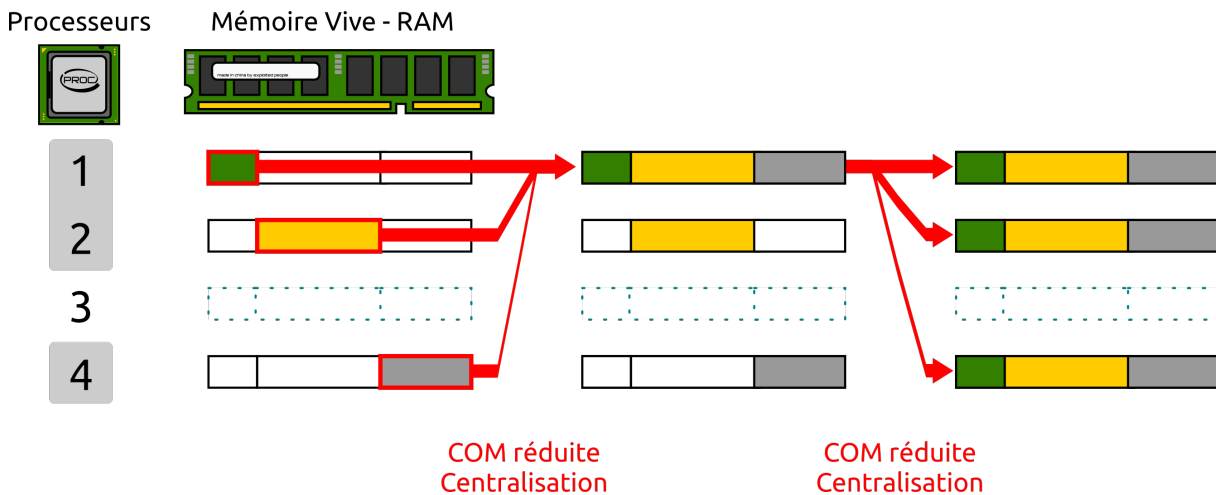 Processeurs
Mémoire Vive - RAM
PROC
made in china by exploited people
1
2
3
4
COM réduite
Centralisation
COM réduite
Centralisation